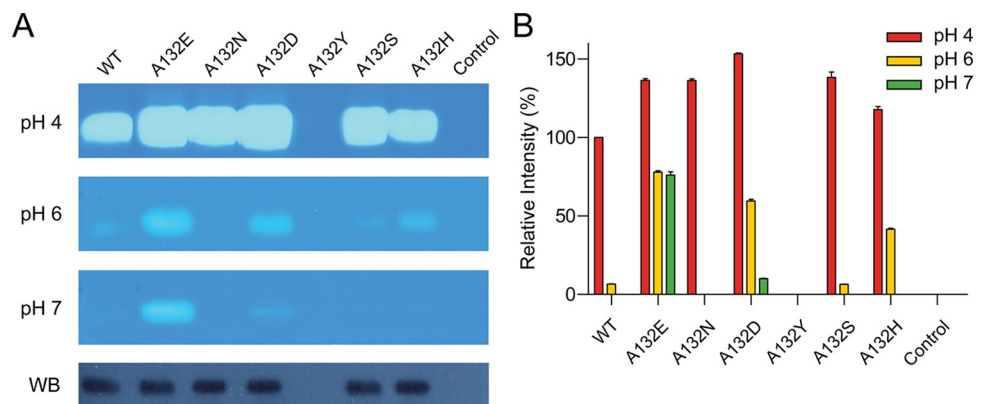 A
WT A132E A132N A132D A132Y A132S A132H Control
pH 4
pH 6
pH 7
WB
B
Relative Intensity (%)
150
100
50
0
pH 4
pH 6
pH 7
WT A132E A132N A132D A132Y A132S A132H Control